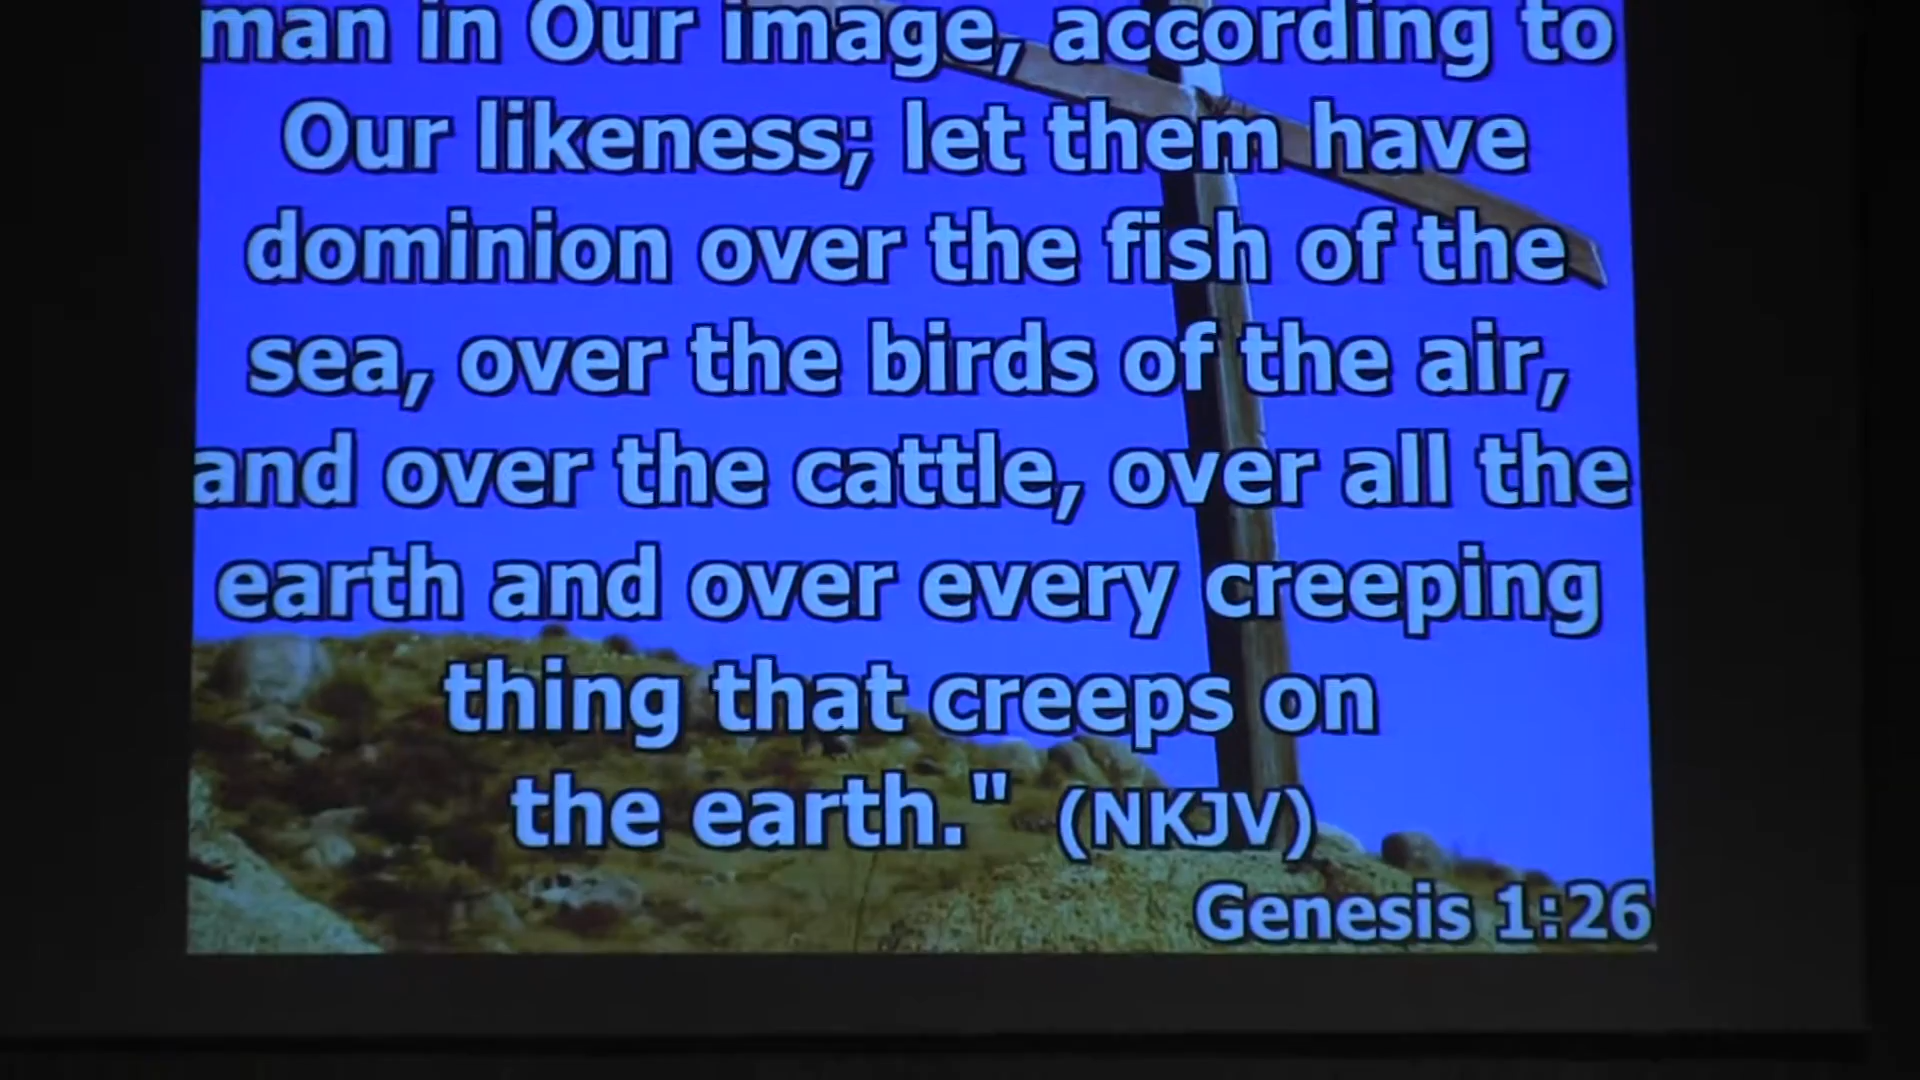 man in Our image, according to
Our likeness; let them have
dominion over the fish of the
sea, over the birds of the air,
and over the cattle, over all the
earth and over every creeping
thing that creeps on
the earth." (NKJV)
Genesis 1:26